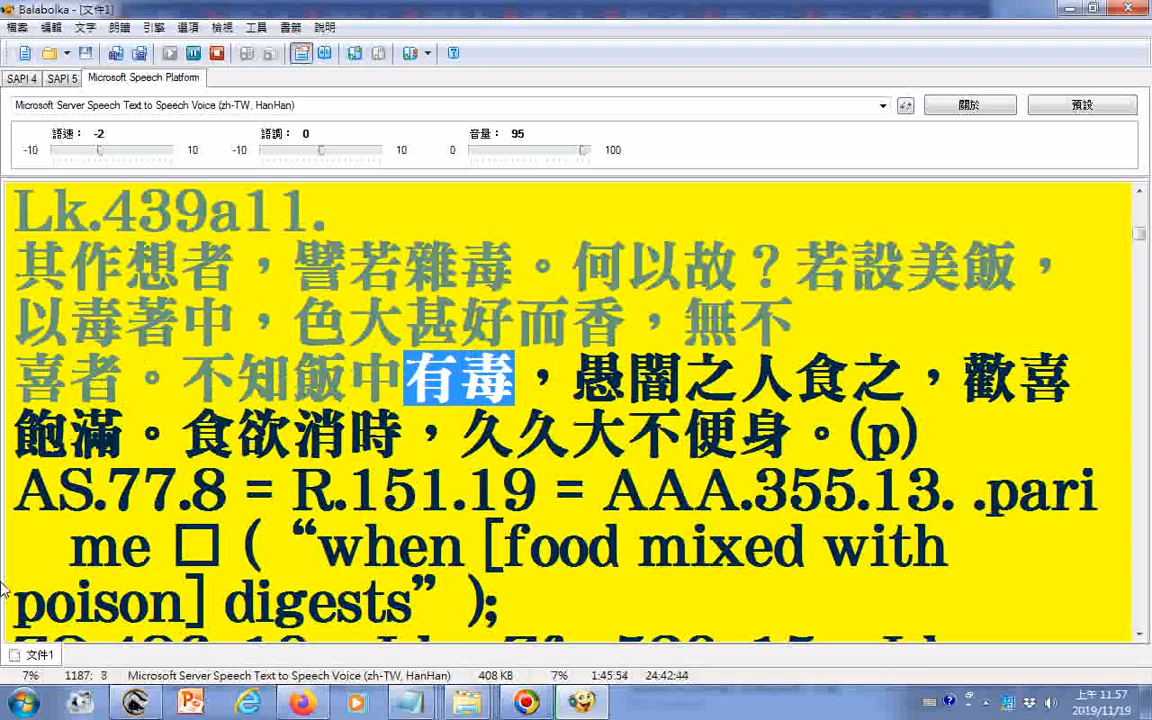 Balabolka - [文件1]
檔案 編輯 文字 朗讀 引擎 選項 檢視 工具 書籤 說明
SAPI 4 SAPI 5 Microsoft Speech Platform
Microsoft Server Speech Text to Speech Voice (zh-TW, HanHan) 關於 預設
語速： -2 語調： 0 音量： 95
-10 10 -10 10 0 100
Lk.439a11.
其作想者，譬若雜毒。何以故？若設美飯，
以毒著中，色大甚好而香，無不
喜者。不知飯中有毒，愚闇之人食之，歡喜
飽滿。食欲消時，久久大不便身。(p)
AS.77.8 = R.151.19 = AAA.355.13. .pari
me □ ( “when [food mixed with
poison] digests” );
文件1
7% 1187: 8 Microsoft Server Speech Text to Speech Voice (zh-TW, HanHan) 408 KB 7% 1:45:54 24:42:44
上午 11:57
2019/11/19